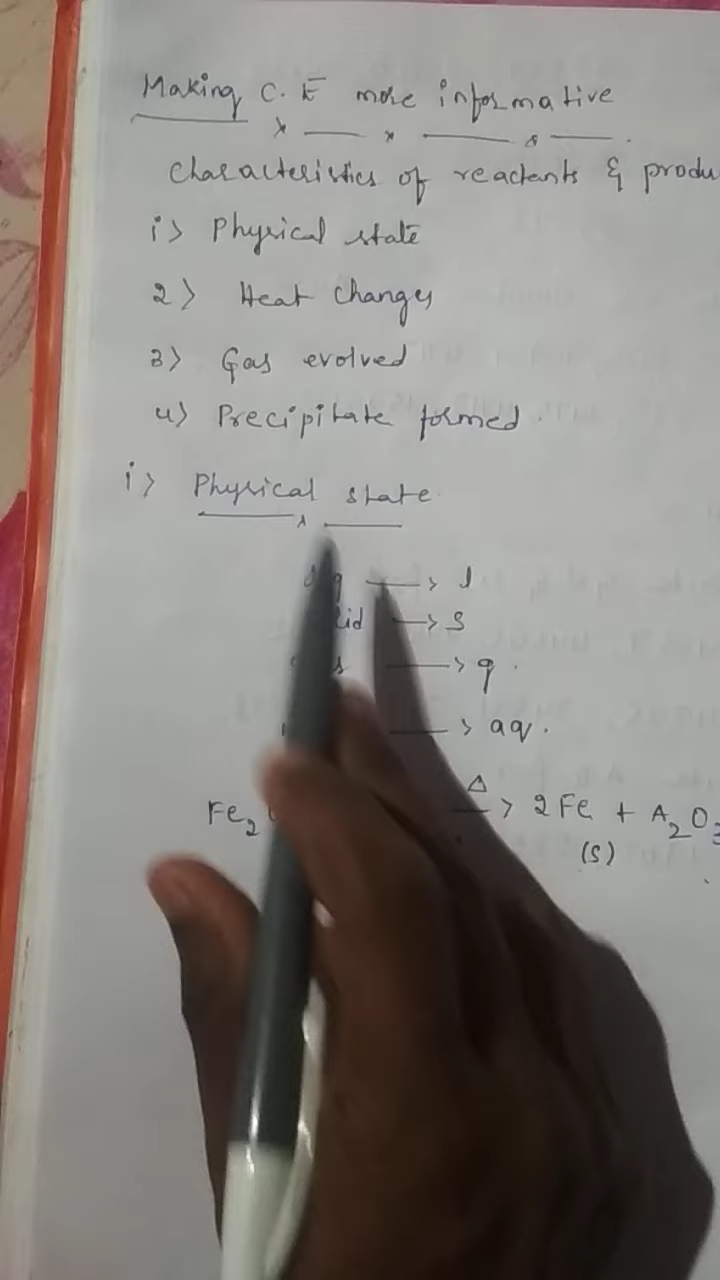 Making C.E more informative
Characteristics of reactants & produ
i> Physical state
2> Heat changes
3> Gas evolved
4> Precipitate formed.
i> Physical state
→ l
→ s
→ g.
→ aq.
Fe2 Δ→ 2Fe + A2O3
(s)